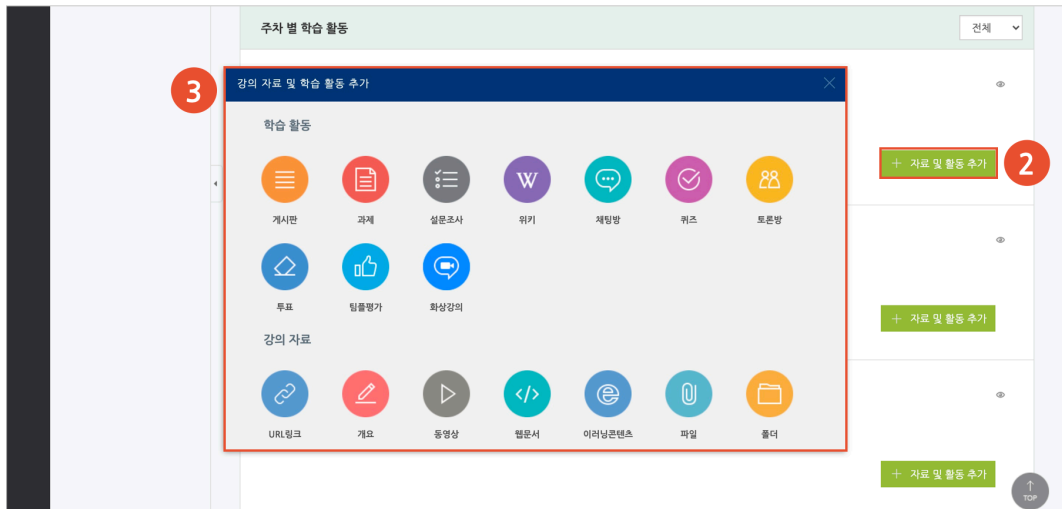 주차 별 학습 활동
전체
3
강의 자료 및 학습 활동 추가
학습 활동
+ 자료 및 활동 추가
2
W
게시판 과제 설문조사 위키 채팅방 퀴즈 토론방
투표 팀플평가 화상강의
+ 자료 및 활동 추가
강의 자료
</>
e
URL링크 개요 동영상 웹문서 이러닝콘텐츠 파일 폴더
+ 자료 및 활동 추가
TOP